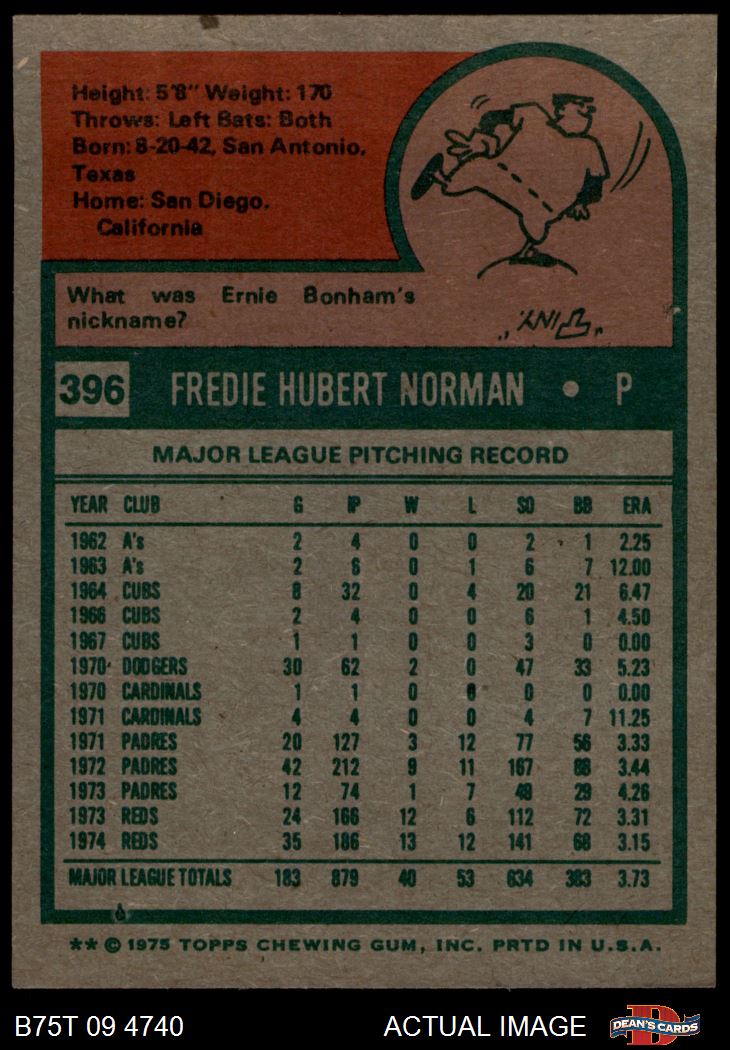 Height: 5'8" Weight: 170
Throws: Left Bats: Both
Born: 8-20-42, San Antonio,
Texas
Home: San Diego,
California
What was Ernie Bonham's
nickname?
"TINY."
396 FREDIE HUBERT NORMAN • P
MAJOR LEAGUE PITCHING RECORD
YEAR CLUB G IP W L SO BB ERA
1962 A's 2 4 0 0 2 1 2.25
1963 A's 2 6 0 1 6 7 12.00
1964 CUBS 8 32 0 4 20 21 6.47
1966 CUBS 2 4 0 0 6 1 4.50
1967 CUBS 1 1 0 0 3 0 0.00
1970 DODGERS 30 62 2 0 47 33 5.23
1970 CARDINALS 1 1 0 0 0 0 0.00
1971 CARDINALS 4 4 0 0 4 7 11.25
1971 PADRES 20 127 3 12 77 56 3.33
1972 PADRES 42 212 9 11 167 88 3.44
1973 PADRES 12 74 1 7 49 29 4.26
1973 REDS 24 166 12 6 112 72 3.31
1974 REDS 35 186 13 12 141 68 3.15
MAJOR LEAGUE TOTALS 183 879 40 53 634 383 3.73
** © 1975 TOPPS CHEWING GUM, INC. PRTD IN U.S.A.
B75T 09 4740 ACTUAL IMAGE DEAN'S CARDS